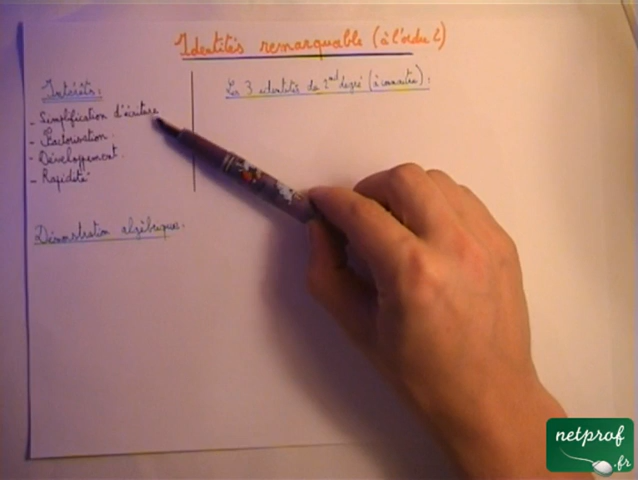 Identités remarquable (à l'ordre 2)
Intérêts:
- Simplification d'écriture
- Factorisation.
- Développement.
- Rapidité
Les 3 identités du 2nd degré (à connaître):
Démonstration algébriques.
netprof
.fr